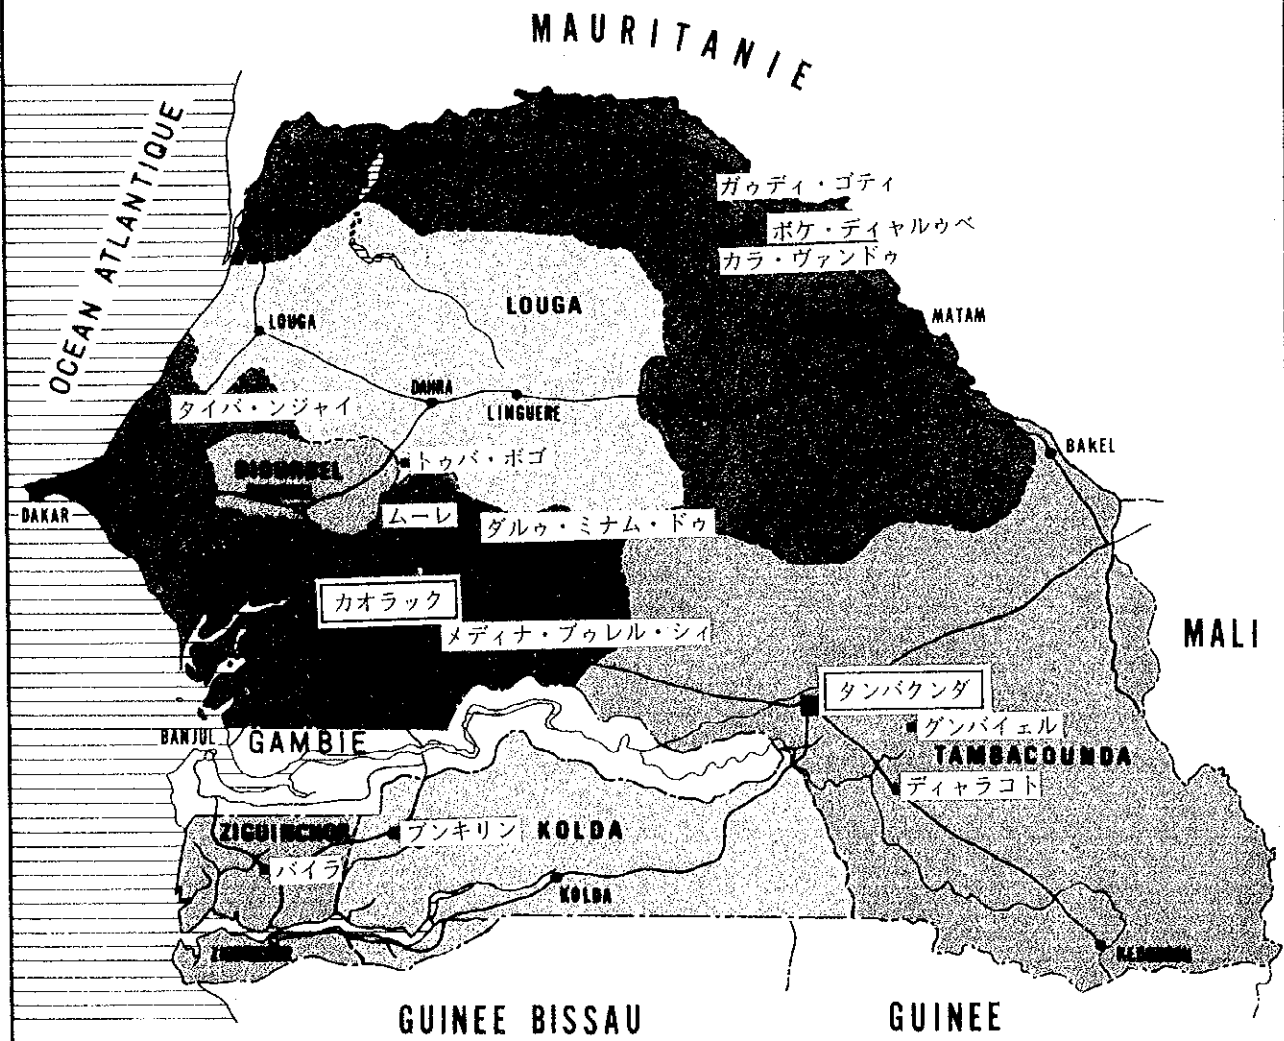 MAURITANIE
OCEAN ATLANTIQUE
ガゥディ・ゴティ
ボケ・ディャルゥベ
カラ・ヴァンドゥ
LOUGA
MATAM
LOUGA
DAHRA
LINGUERE
タイバ・ンジャイ
BAKEL
トゥバ・ボゴ
DAKAR
ムーレ
ダルゥ・ミナム・ドゥ
カオラック
メディナ・ブゥレル・シィ
MALI
タンバクンダ
グンバイェル
BANJUL
GAMBIE
TAMBACOUNDA
ディャラコト
ZIGUINCHOR
ブンキリン
KOLDA
バイラ
KOLDA
GUINEE BISSAU
GUINEE